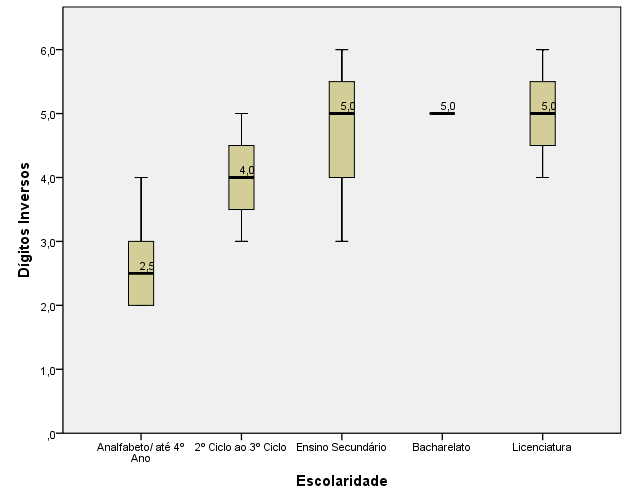 6,0
5,0
4,0
3,0
2,0
1,0
,0
Dígitos Inversos
2,5
4,0
5,0
5,0
5,0
Analfabeto/ até 4º
Ano
2º Ciclo ao 3º Ciclo
Ensino Secundário
Bacharelato
Licenciatura
Escolaridade